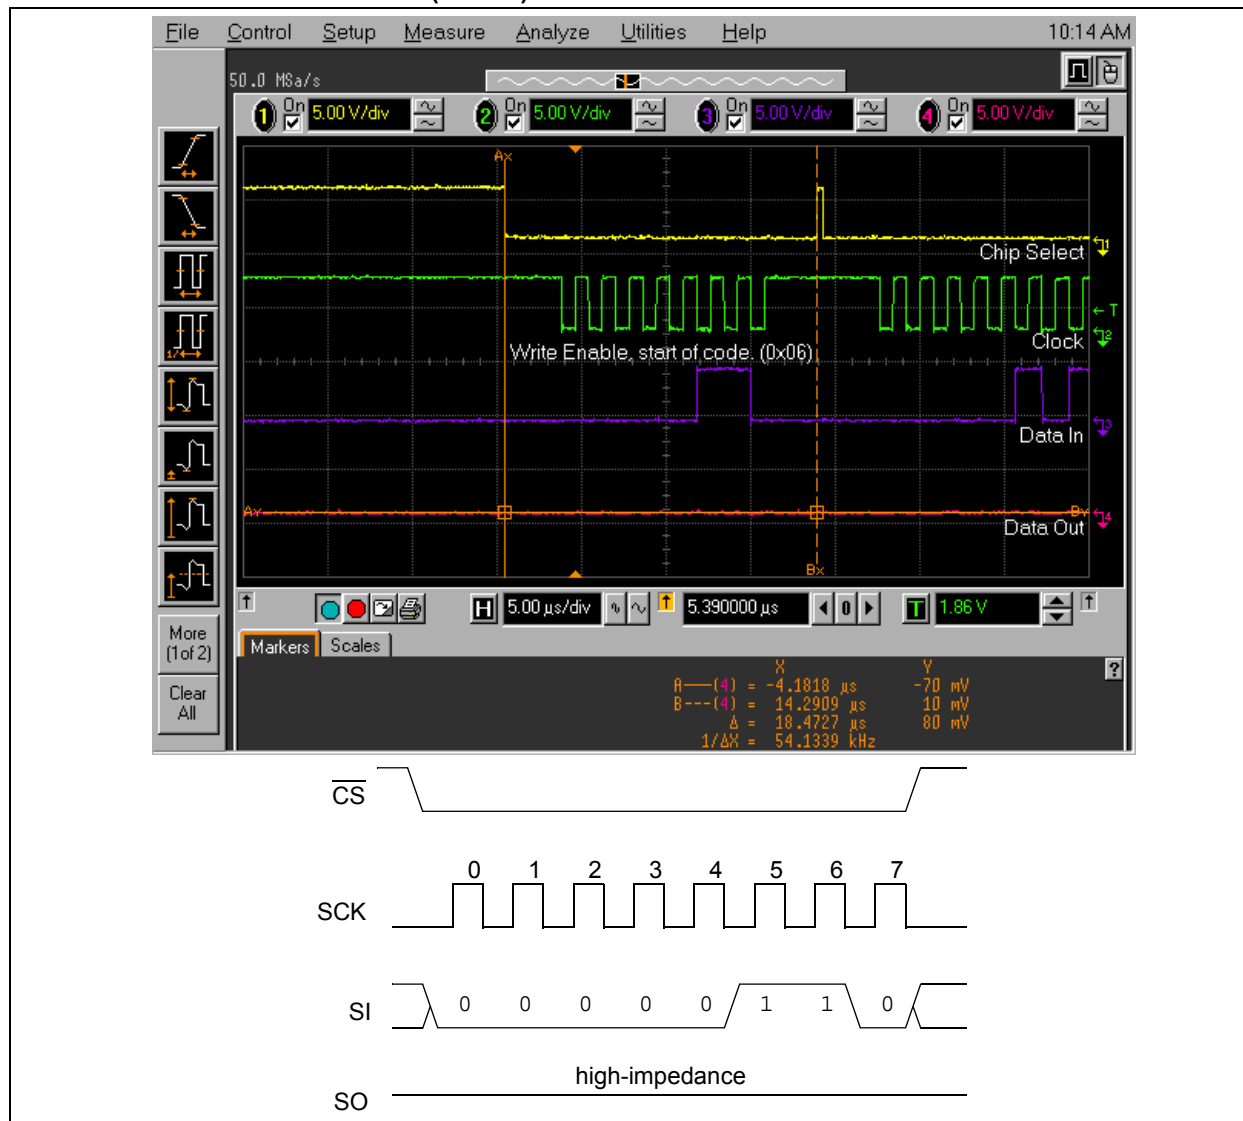 File Control Setup Measure Analyze Utilities Help 10:14 AM
50.0 MSa/s
1 On 5.00 V/div 2 On 5.00 V/div 3 On 5.00 V/div 4 On 5.00 V/div
Ax
1
Chip Select
T
Clock 2
Write Enable, start of code. (0x06)
3
Data In
Ay By
4
Data Out
Bx
H 5.00 µs/div 5.390000 µs 0 T 1.86 V
More
(1 of 2)
Clear
All
Markers Scales
?
X Y
A——(4) = -4.1818 µs -70 mV
B---(4) = 14.2909 µs 10 mV
Δ = 18.4727 µs 80 mV
1/ΔX = 54.1339 kHz
CS
0 1 2 3 4 5 6 7
SCK
SI 0 0 0 0 0 1 1 0
high-impedance
SO